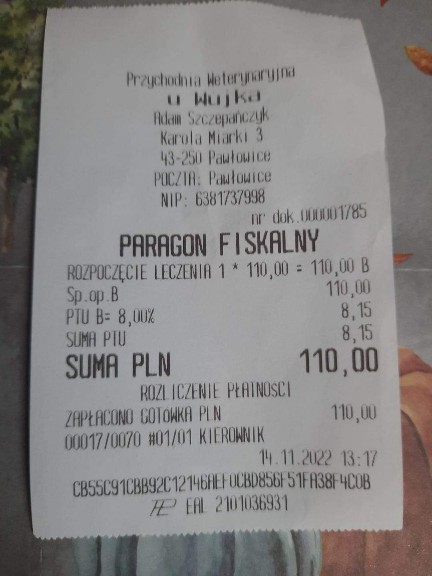 Przychodnia Weterynaryjna
u Wujka
Adam Szczepańczyk
Karola Miarki 3
43-250 Pawłowice
POCZTA: Pawłowice
NIP: 6381737998
nr dok.000001785
PARAGON FISKALNY
ROZPOCZĘCIE LECZENIA 1 * 110,00 = 110,00 B
Sp.op.B 110,00
PTU B= 8,00% 8,15
SUMA PTU 8,15
SUMA PLN 110,00
ROZLICZENIE PŁATNOŚCI
ZAPŁACONO GOTÓWKA PLN 110,00
00017/0070 #01/01 KIEROWNIK
14.11.2022 13:17
CB55C91CBB92C12146AEF0CBD856F51FA38F4C0B
EAL 2101036931